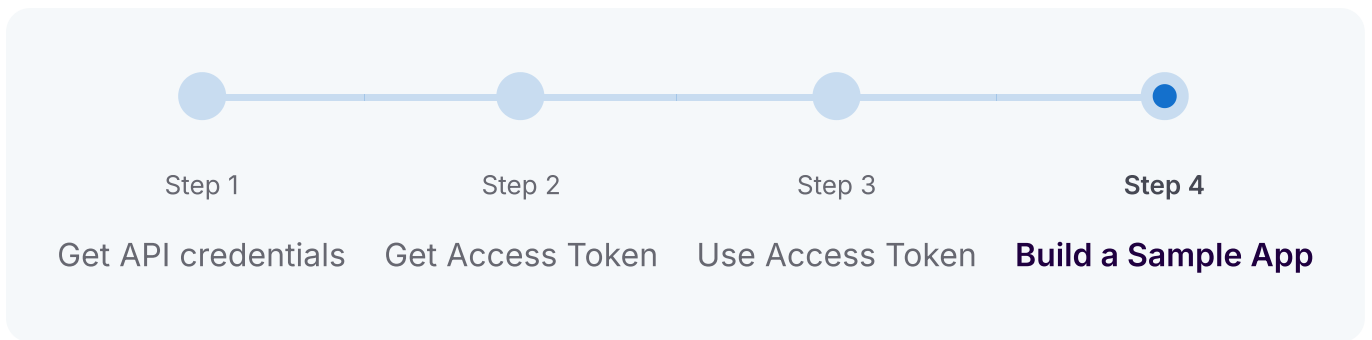 Step 1
Step 2
Step 3
Step 4
Get API credentials
Get Access Token
Use Access Token
Build a Sample App